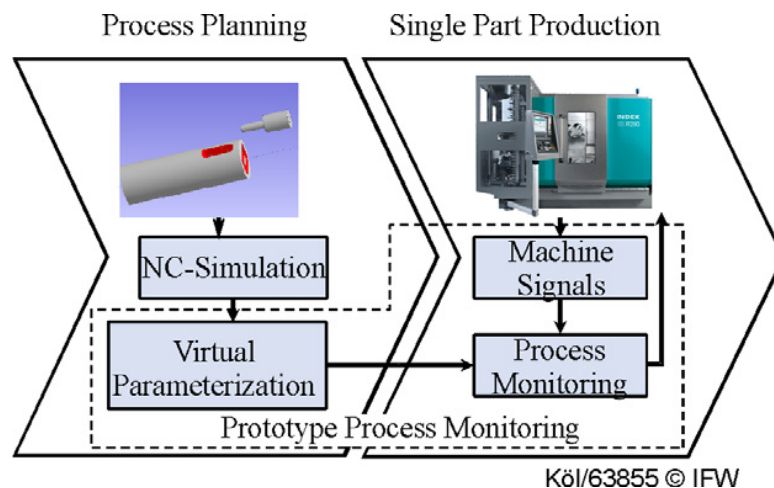 Process Planning
Single Part Production
INDEX
NC-Simulation
Machine
Signals
Virtual
Parameterization
Process
Monitoring
Prototype Process Monitoring
Köl/63855 © IFW